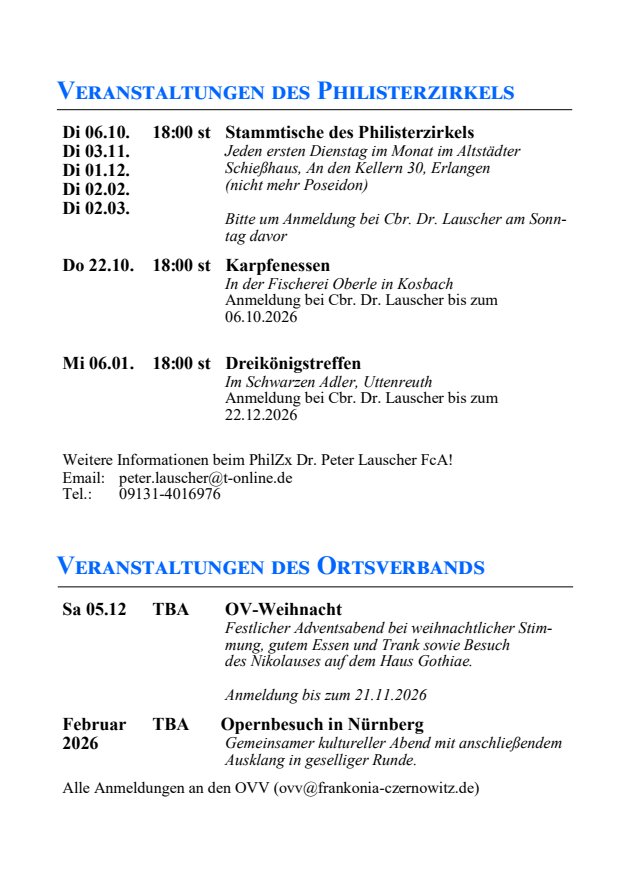 VERANSTALTUNGEN DES PHILISTERZIRKELS
Di 06.10. 18:00 st Stammtische des Philisterzirkels
Di 03.11. Jeden ersten Dienstag im Monat im Altstädter
Di 01.12. Schießhaus, An den Kellern 30, Erlangen
Di 02.02. (nicht mehr Poseidon)
Di 02.03.
Bitte um Anmeldung bei Cbr. Dr. Lauscher am Sonn-
tag davor
Do 22.10. 18:00 st Karpfenessen
In der Fischerei Oberle in Kosbach
Anmeldung bei Cbr. Dr. Lauscher bis zum
06.10.2026
Mi 06.01. 18:00 st Dreikönigstreffen
Im Schwarzen Adler, Uttenreuth
Anmeldung bei Cbr. Dr. Lauscher bis zum
22.12.2026
Weitere Informationen beim PhilZx Dr. Peter Lauscher FcA!
Email: peter.lauscher@t-online.de
Tel.: 09131-4016976
VERANSTALTUNGEN DES ORTSVERBANDS
Sa 05.12 TBA OV-Weihnacht
Festlicher Adventsabend bei weihnachtlicher Stim-
mung, gutem Essen und Trank sowie Besuch
des Nikolauses auf dem Haus Gothiae.
Anmeldung bis zum 21.11.2026
Februar TBA Opernbesuch in Nürnberg
2026 Gemeinsamer kultureller Abend mit anschließendem
Ausklang in geselliger Runde.
Alle Anmeldungen an den OVV (ovv@frankonia-czernowitz.de)